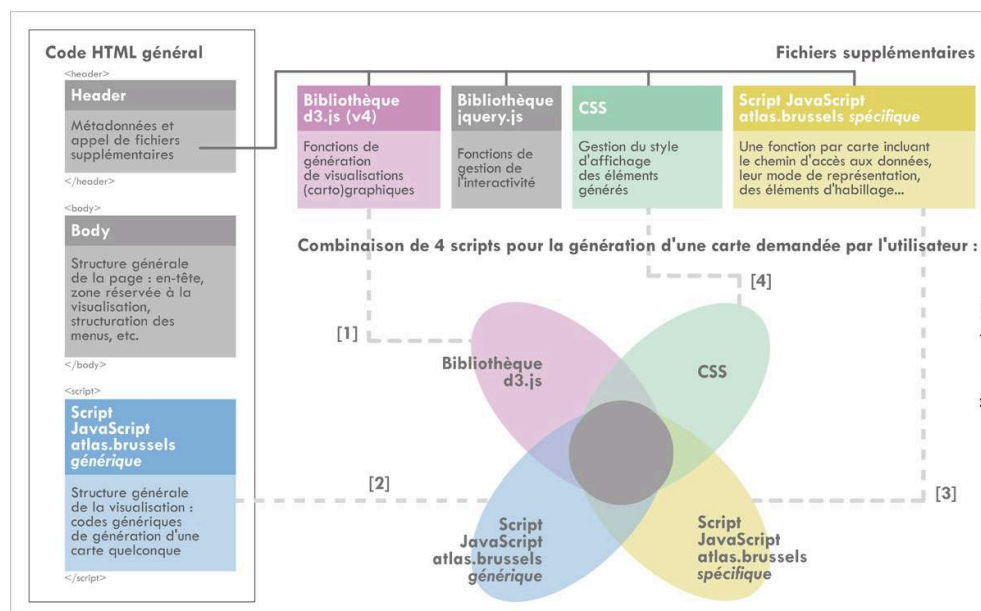 Code HTML général
<header>
Header
Métadonnées et
appel de fichiers
supplémentaires
</header>
<body>
Body
Structure générale
de la page : en-tête,
zone réservée à la
visualisation,
structuration des
menus, etc.
</body>
<script>
Script
JavaScript
atlas.brussels
générique
Structure générale
de la visualisation :
codes génériques
de génération d'une
carte quelconque
</script>
Fichiers supplémentaires
Bibliothèque
d3.js (v4)
Fonctions de
génération
de visualisations
(carto)graphiques
Bibliothèque
jquery.js
Fonctions de
gestion de
l'interactivité
CSS
Gestion du style
d'affichage
des éléments
générés
Script JavaScript
atlas.brussels spécifique
Une fonction par carte incluant
le chemin d'accès aux données,
leur mode de représentation,
des éléments d'habillage...
Combinaison de 4 scripts pour la génération d'une carte demandée par l'utilisateur :
[1]
[4]
Bibliothèque
d3.js
CSS
[2]
[3]
Script
JavaScript
atlas.brussels
générique
Script
JavaScript
atlas.brussels
spécifique